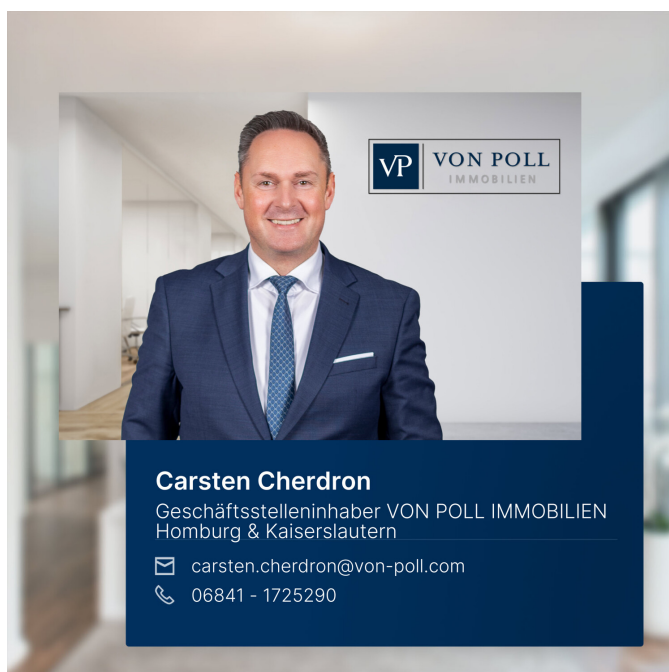 VP VON POLL
IMMOBILIEN
Carsten Cherdron
Geschäftsstelleninhaber VON POLL IMMOBILIEN
Homburg & Kaiserslautern
carsten.cherdron@von-poll.com
06841 - 1725290